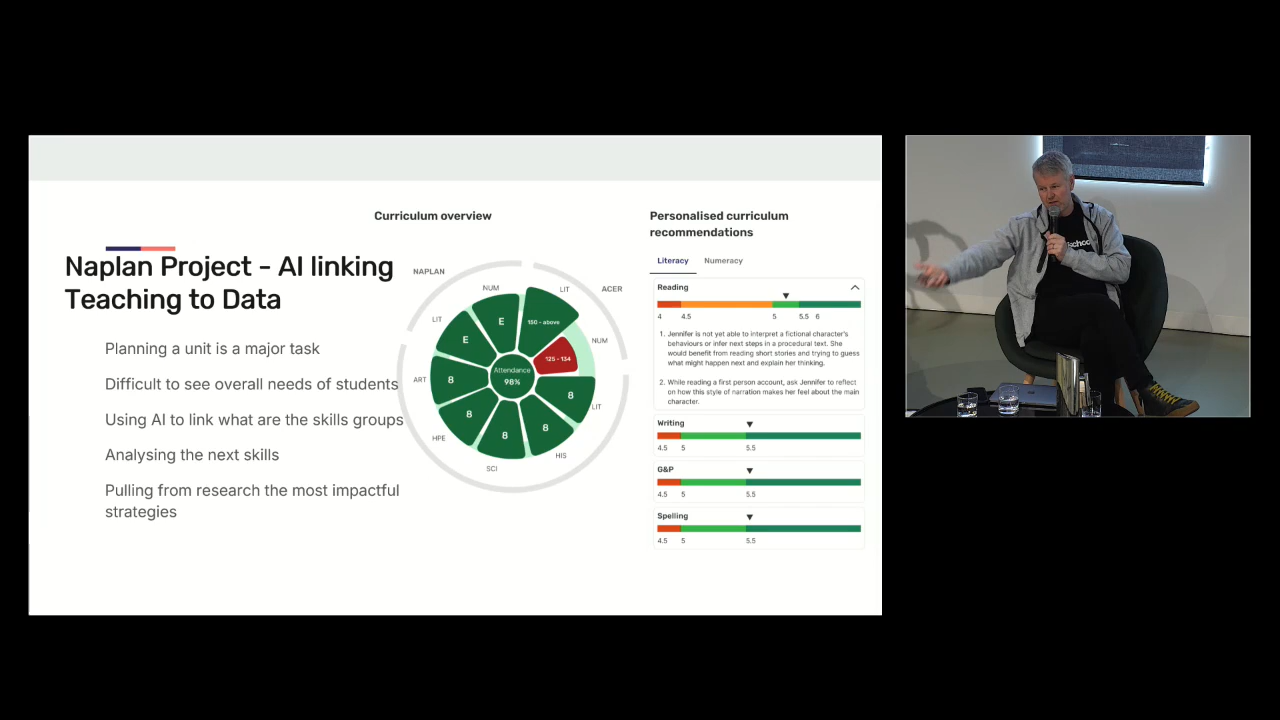 Curriculum overview
Personalised curriculum
recommendations
Naplan Project - AI linking
Teaching to Data
Planning a unit is a major task
Difficult to see overall needs of students
Using AI to link what are the skills groups
Analysing the next skills
Pulling from research the most impactful
strategies
NAPLAN
ACER
NUM
LIT
LIT
NUM
ART
LIT
HPE
HIS
SCI
E
E
150 - above
125 - 134
8
8
8
8
8
Attendance
98%
Literacy
Numeracy
Reading
4 4.5 5 5.5 6
1. Jennifer is not yet able to interpret a fictional character's
behaviours or infer next steps in a procedural text. She
would benefit from reading short stories and trying to guess
what might happen next and explain her thinking.
2. While reading a first person account, ask Jennifer to reflect
on how this style of narration makes her feel about the main
character.
Writing
4.5 5 5.5
G&P
4.5 5 5.5
Spelling
4.5 5 5.5